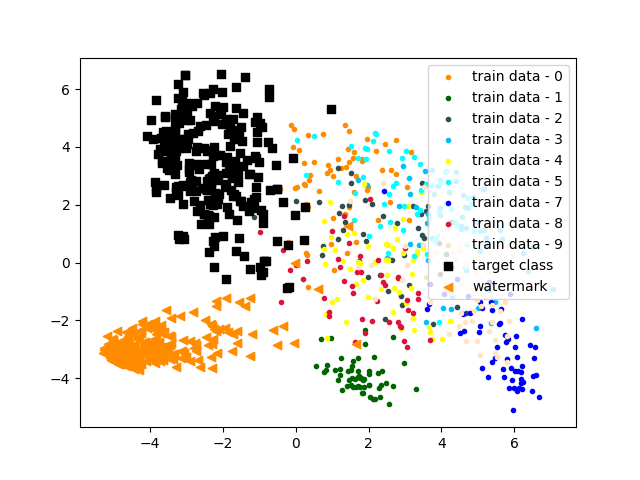 6
4
2
0
−2
−4
−4
−2
0
2
4
6
train data - 0
train data - 1
train data - 2
train data - 3
train data - 4
train data - 5
train data - 7
train data - 8
train data - 9
target class
watermark